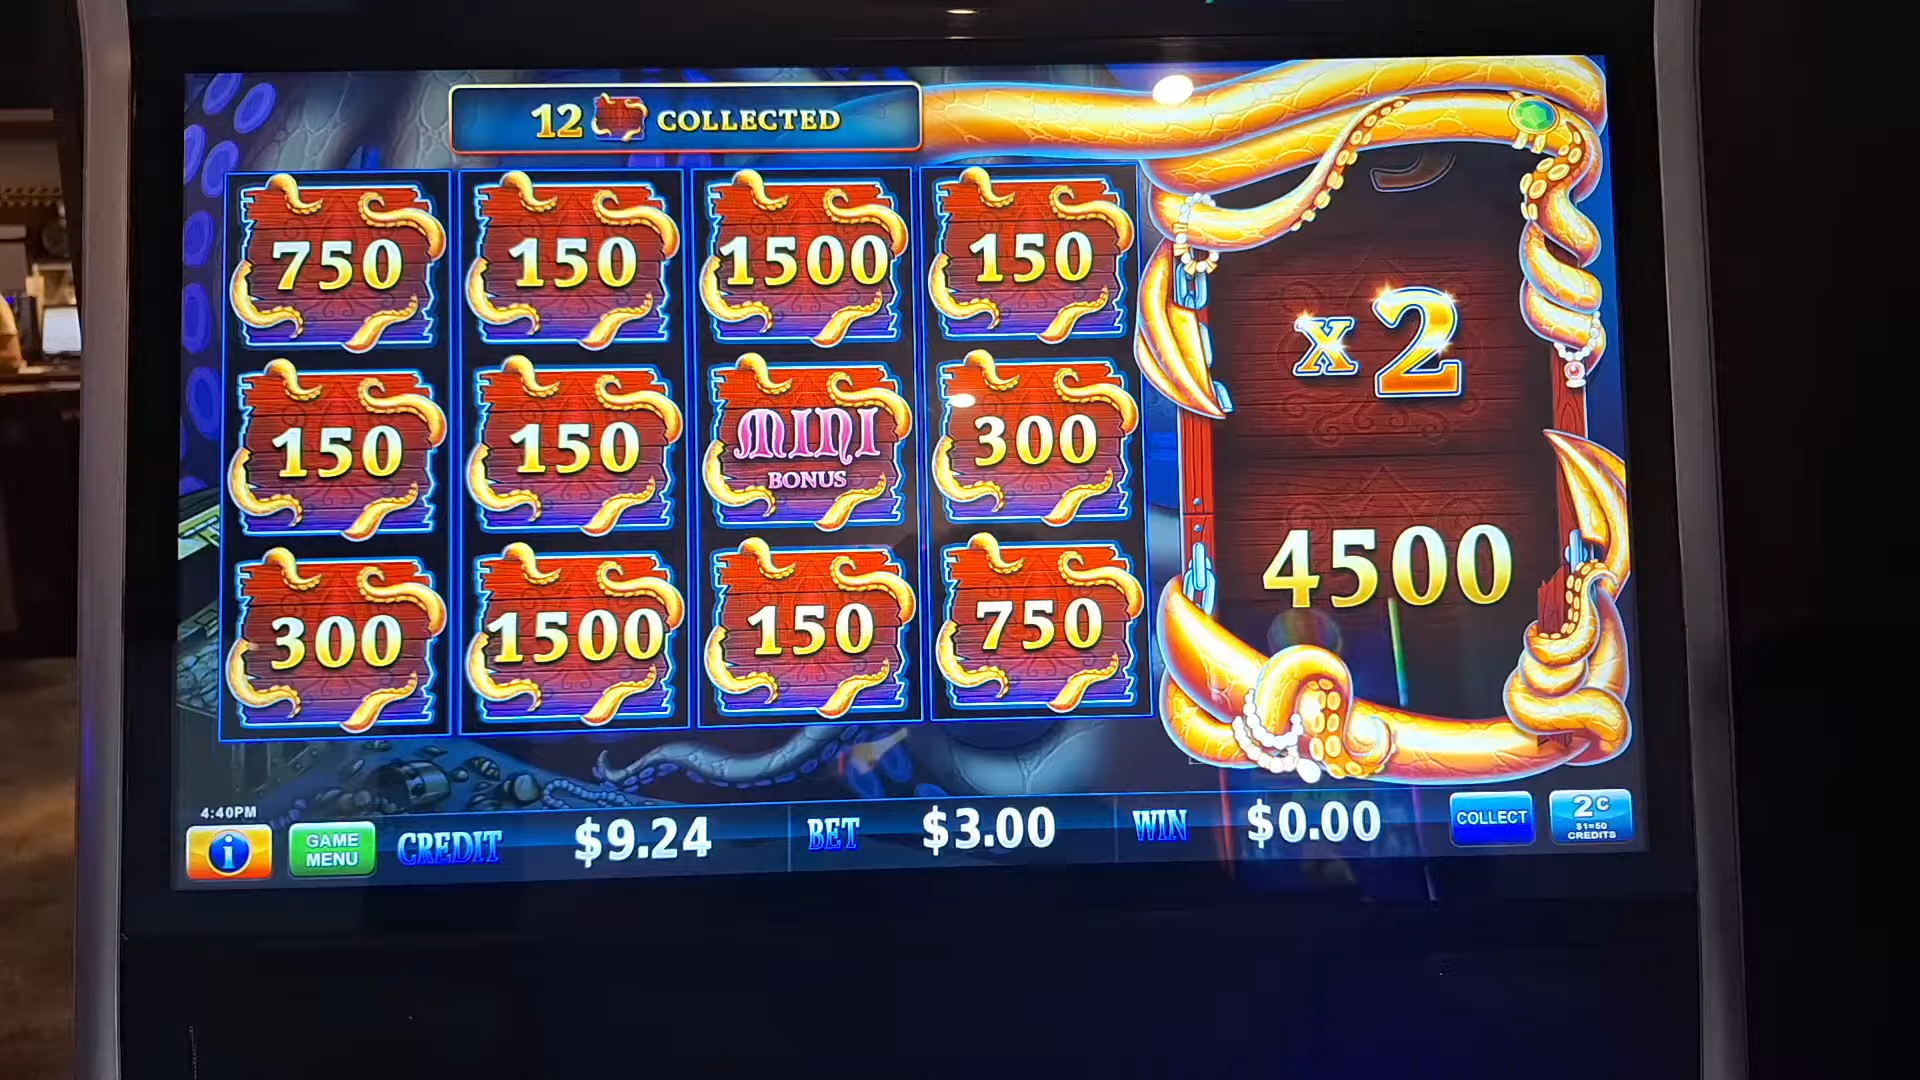 12 COLLECTED
750 150 1500 150
150 150 MINI BONUS 300
300 1500 150 750
x2
4500
4:40PM
i
GAME MENU
CREDIT $9.24
BET $3.00
WIN $0.00
COLLECT
2¢
$1=50
CREDITS